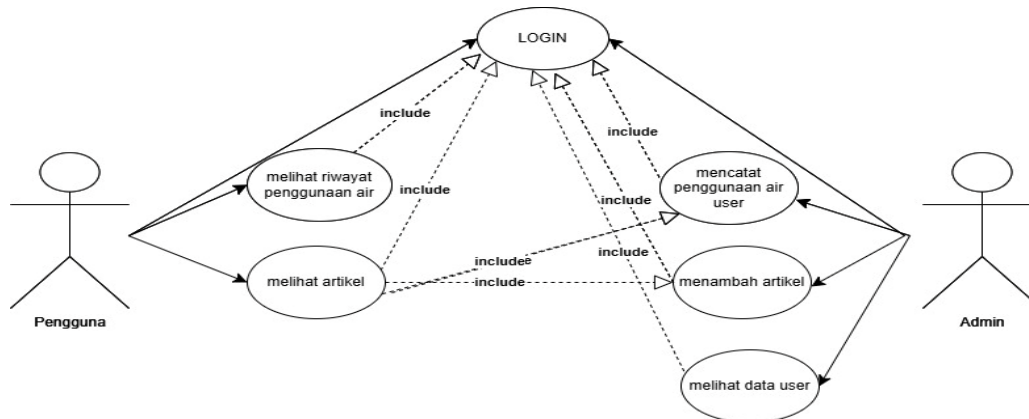 LOGIN
include
include
melihat riwayat
penggunaan air
include
mencatat
penggunaan air
user
include
include
include
include
include
melihat artikel
menambah artikel
Pengguna
Admin
melihat data user